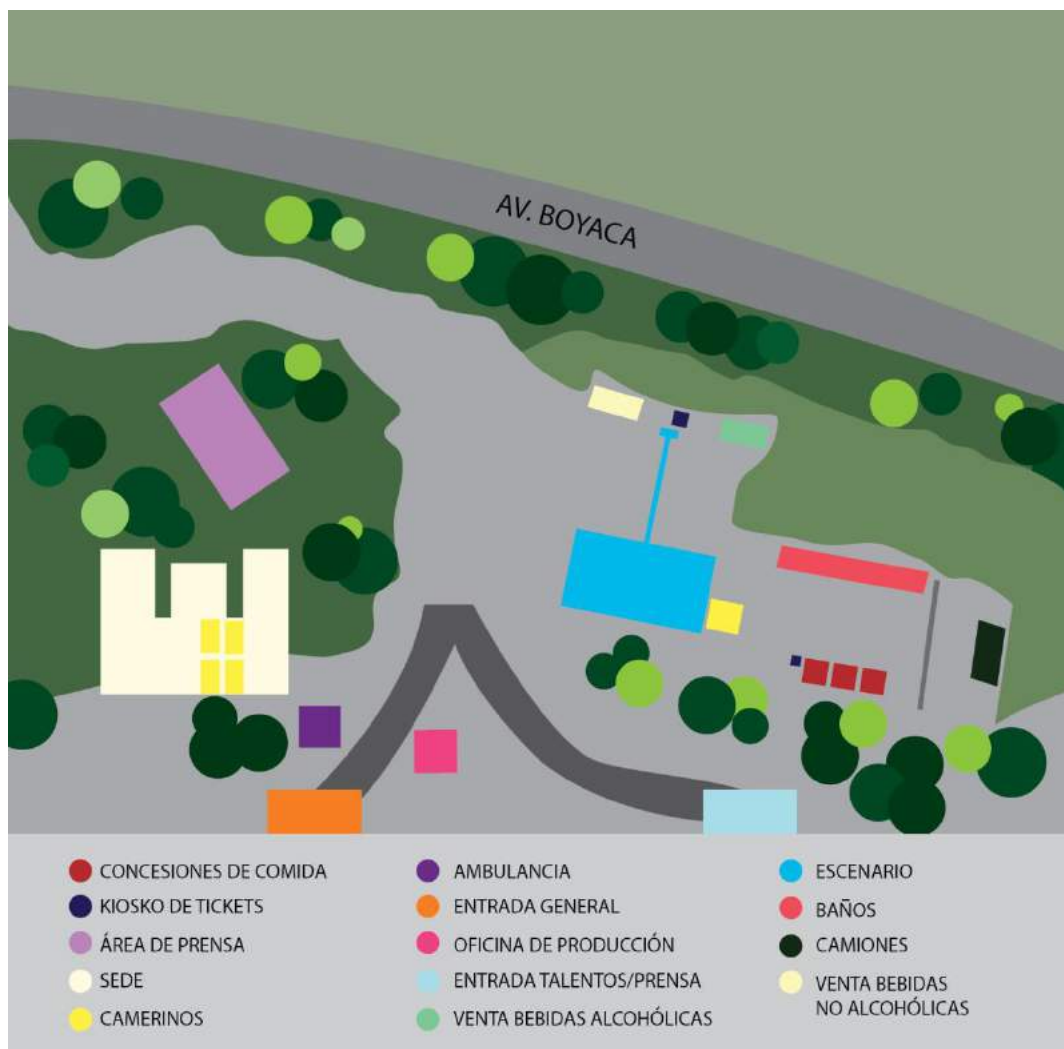 AV. BOYACA
CONCESIONES DE COMIDA
KIOSKO DE TICKETS
ÁREA DE PRENSA
SEDE
CAMERINOS
AMBULANCIA
ENTRADA GENERAL
OFICINA DE PRODUCCIÓN
ENTRADA TALENTOS/PRENSA
VENTA BEBIDAS ALCOHÓLICAS
ESCENARIO
BAÑOS
CAMIONES
VENTA BEBIDAS
NO ALCOHÓLICAS